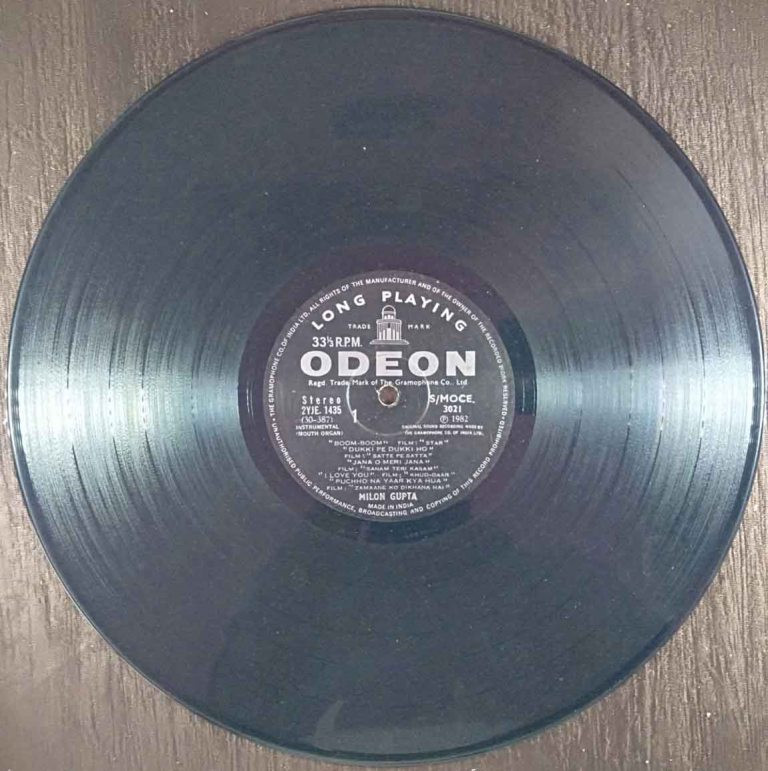 THE GRAMOPHONE CO. OF INDIA LTD. ALL RIGHTS OF THE MANUFACTURER AND OF THE OWNER OF THE RECORDED WORK RESERVED
UNAUTHORISED PUBLIC PERFORMANCE, BROADCASTING AND COPYING OF THIS RECORD PROHIBITED
LONG PLAYING
TRADE MARK
33⅓ R.P.M.
ODEON
Regd. Trade Mark of The Gramophone Co., Ltd
Stereo
2YJE. 1435
(30-387)
INSTRUMENTAL
(MOUTH ORGAN)
1
S/MOCE.
3021
Ⓟ 1982
ORIGINAL SOUND RECORDING MADE BY
THE GRAMOPHONE CO. OF INDIA LTD.
"BOOM-BOOM" FILM: "STAR"
"DUKKI PE DUKKI HO"
FILM: "SATTE PE SATTA"
"JANA O MERI JANA"
FILM: "SANAM TERI KASAM"
"I LOVE YOU" FILM: "KHUD-DAAR"
"PUCHHO NA YAAR KYA HUA"
FILM: "ZAMAANE KO DIKHANA HAI"
MILON GUPTA
MADE IN INDIA